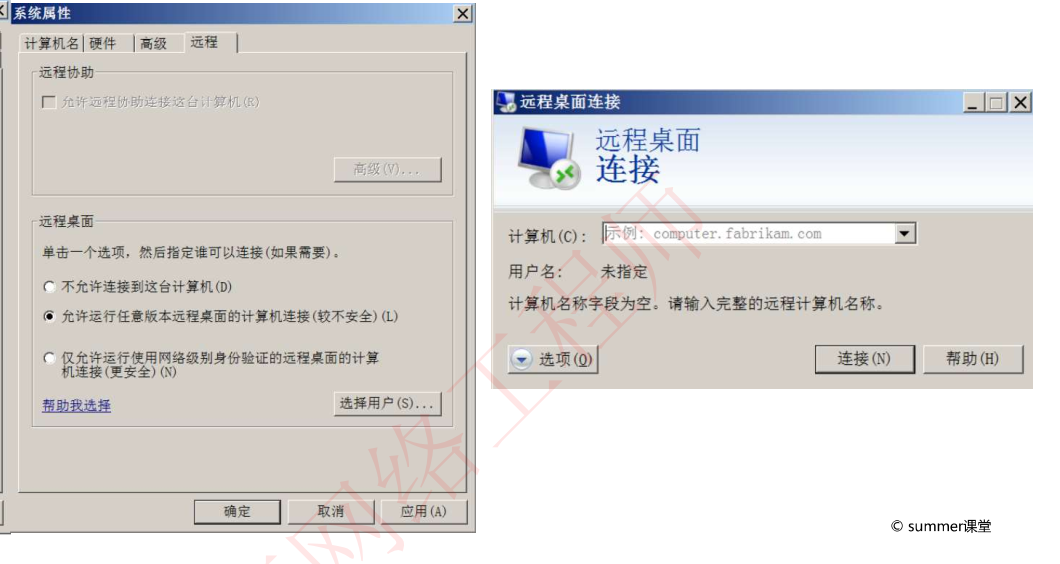 系统属性
计算机名 硬件 高级 远程
远程协助
允许远程协助连接这台计算机(R)
高级(V)...
远程桌面
单击一个选项，然后指定谁可以连接(如果需要)。
不允许连接到这台计算机(D)
允许运行任意版本远程桌面的计算机连接(较不安全)(L)
仅允许运行使用网络级别身份验证的远程桌面的计算
机连接(更安全)(N)
帮助我选择
选择用户(S)...
确定 取消 应用(A)
远程桌面连接
远程桌面
连接
计算机(C): 示例: computer.fabrikam.com
用户名: 未指定
计算机名称字段为空。请输入完整的远程计算机名称。
选项(O) 连接(N) 帮助(H)
网络工程师
© summer课堂